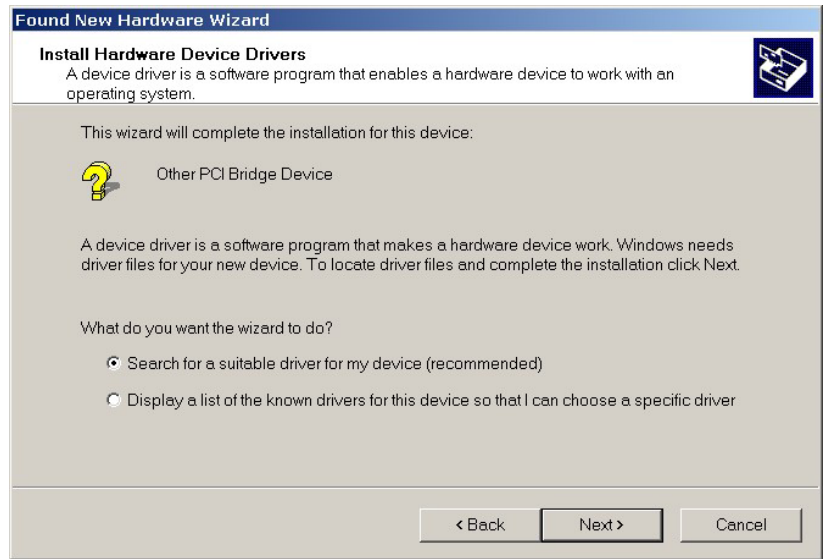 Found New Hardware Wizard
Install Hardware Device Drivers
A device driver is a software program that enables a hardware device to work with an
operating system.
This wizard will complete the installation for this device:
Other PCI Bridge Device
A device driver is a software program that makes a hardware device work. Windows needs
driver files for your new device. To locate driver files and complete the installation click Next.
What do you want the wizard to do?
Search for a suitable driver for my device (recommended)
Display a list of the known drivers for this device so that I can choose a specific driver
< Back
Next >
Cancel